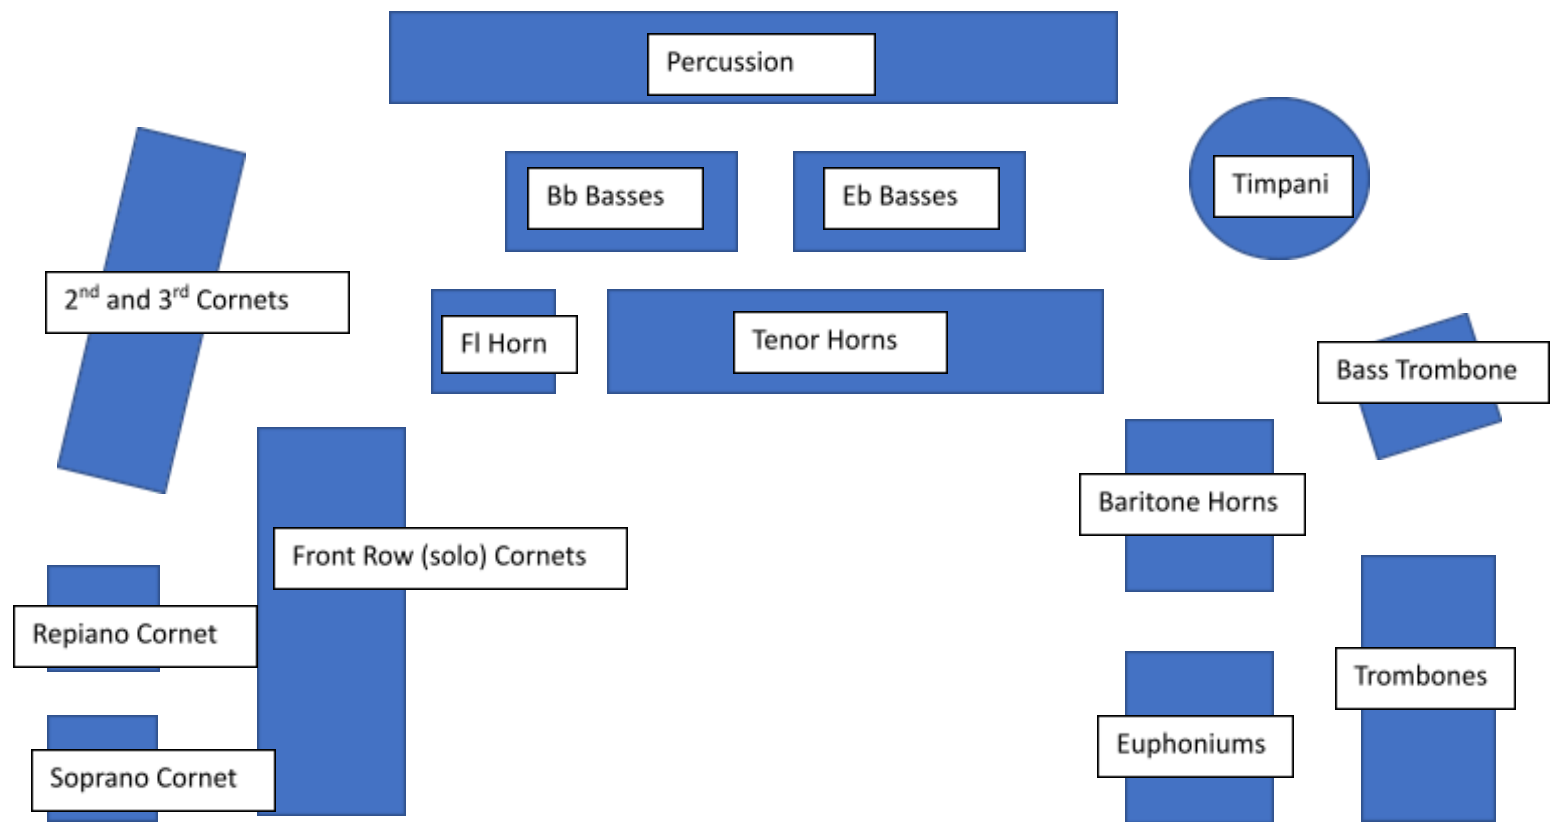 Percussion
Bb Basses
Eb Basses
Timpani
2nd and 3rd Cornets
Fl Horn
Tenor Horns
Bass Trombone
Baritone Horns
Front Row (solo) Cornets
Repiano Cornet
Trombones
Euphoniums
Soprano Cornet